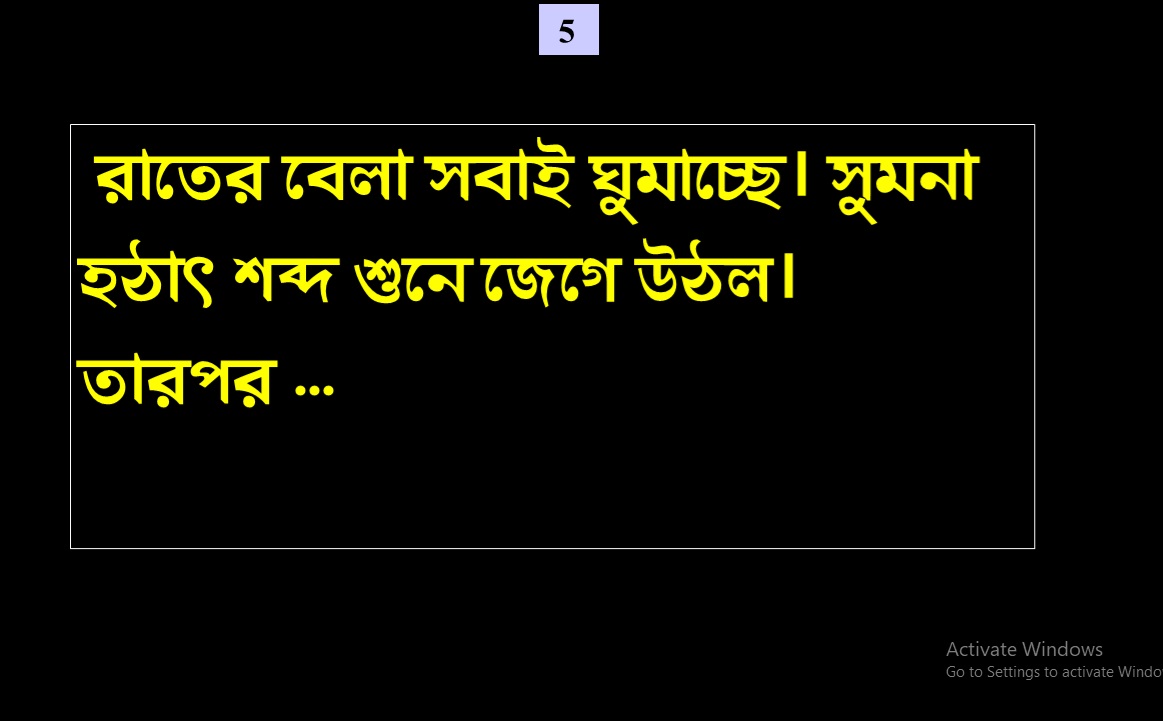 5
রাতের বেলা সবাই ঘুমাচ্ছে। সুমনা
হঠাৎ শব্দ শুনে জেগে উঠল।
তারপর ...
Activate Windows
Go to Settings to activate Windo